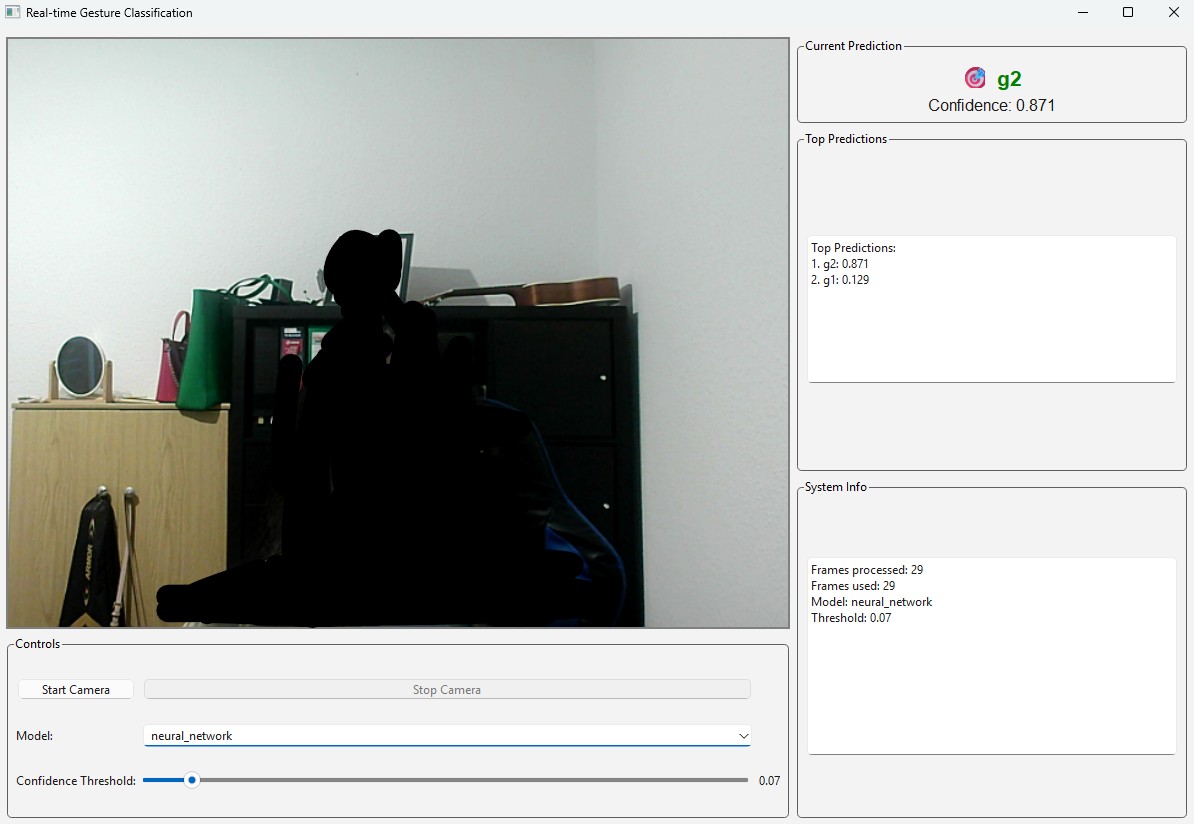 Real-time Gesture Classification
Current Prediction
g2
Confidence: 0.871
Top Predictions
Top Predictions:
1. g2: 0.871
2. g1: 0.129
System Info
Frames processed: 29
Frames used: 29
Model: neural_network
Threshold: 0.07
ARMOR
Controls
Start Camera
Stop Camera
Model:
neural_network
Confidence Threshold:
0.07